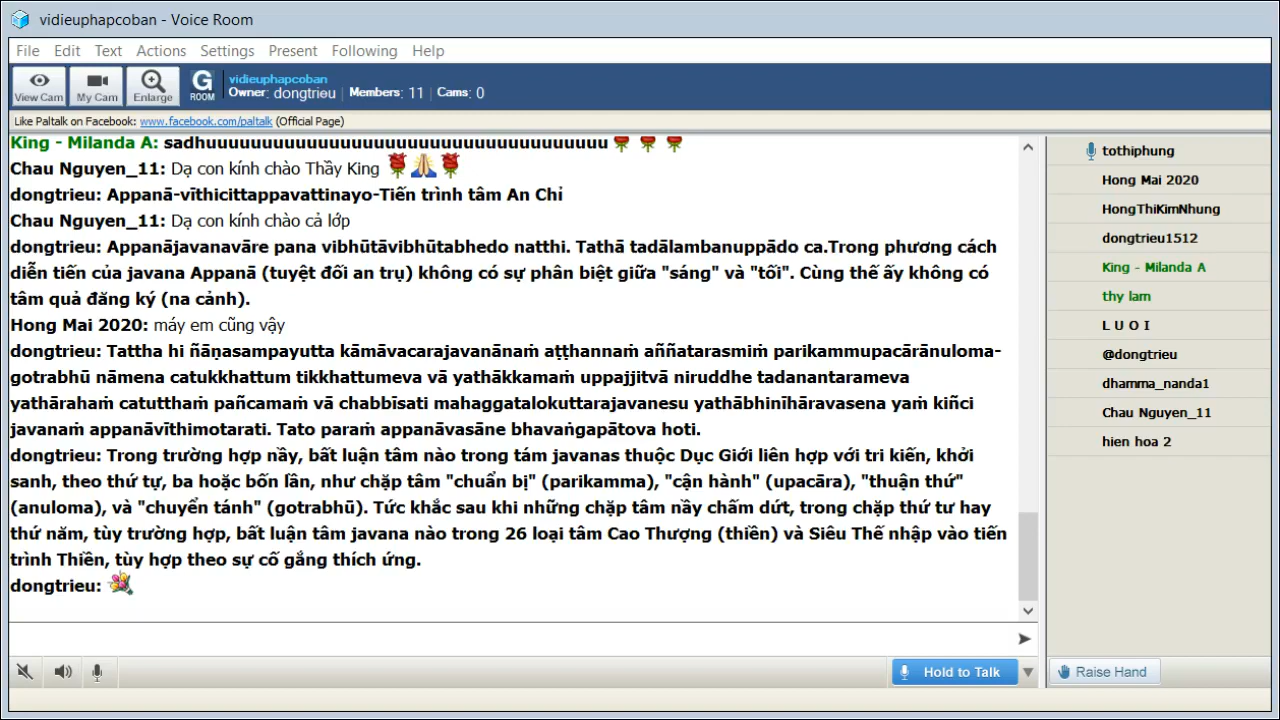 vidieuphapcoban - Voice Room
File Edit Text Actions Settings Present Following Help
View Cam My Cam Enlarge G ROOM
vidieuphapcoban
Owner: dongtrieu | Members: 11 | Cams: 0
Like Paltalk on Facebook: www.facebook.com/paltalk (Official Page)
King - Milanda A: sadhuuuuuuuuuuuuuuuuuuuuuuuuuuuuuuuuuuuu
Chau Nguyen_11: Dạ con kính chào Thầy King
dongtrieu: Appanā-vīthicittappavattinayo-Tiến trình tâm An Chỉ
Chau Nguyen_11: Dạ con kính chào cả lớp
dongtrieu: Appanājavanavāre pana vibhūtāvibhūtabhedo natthi. Tathā tadālambanuppādo ca.Trong phương cách
diễn tiến của javana Appanā (tuyệt đối an trụ) không có sự phân biệt giữa "sáng" và "tối". Cùng thế ấy không có
tâm quả đăng ký (na cảnh).
Hong Mai 2020: máy em cũng vậy
dongtrieu: Tattha hi ñāṇasampayutta kāmāvacarajavanānaṁ aṭṭhannaṁ aññatarasmiṁ parikammupacārānuloma-
gotrabhū nāmena catukkhattum tikkhattumeva vā yathākkamaṁ uppajjitvā niruddhe tadanantarameva
yathārahaṁ catutthaṁ pañcamaṁ vā chabbīsati mahaggatalokuttarajavanesu yathābhinīhāravasena yaṁ kiñci
javanaṁ appanāvīthimotarati. Tato paraṁ appanāvasāne bhavaṅgapātova hoti.
dongtrieu: Trong trường hợp nầy, bất luận tâm nào trong tám javanas thuộc Dục Giới liên hợp với tri kiến, khởi
sanh, theo thứ tự, ba hoặc bốn lần, như chặp tâm "chuẩn bị" (parikamma), "cận hành" (upacāra), "thuận thứ"
(anuloma), và "chuyển tánh" (gotrabhū). Tức khắc sau khi những chặp tâm nầy chấm dứt, trong chặp thứ tư hay
thứ năm, tùy trường hợp, bất luận tâm javana nào trong 26 loại tâm Cao Thượng (thiền) và Siêu Thế nhập vào tiến
trình Thiền, tùy hợp theo sự cố gắng thích ứng.
dongtrieu:
Hold to Talk
tothiphung
Hong Mai 2020
HongThiKimNhung
dongtrieu1512
King - Milanda A
thy lam
L U O I
@dongtrieu
dhamma_nanda1
Chau Nguyen_11
hien hoa 2
Raise Hand